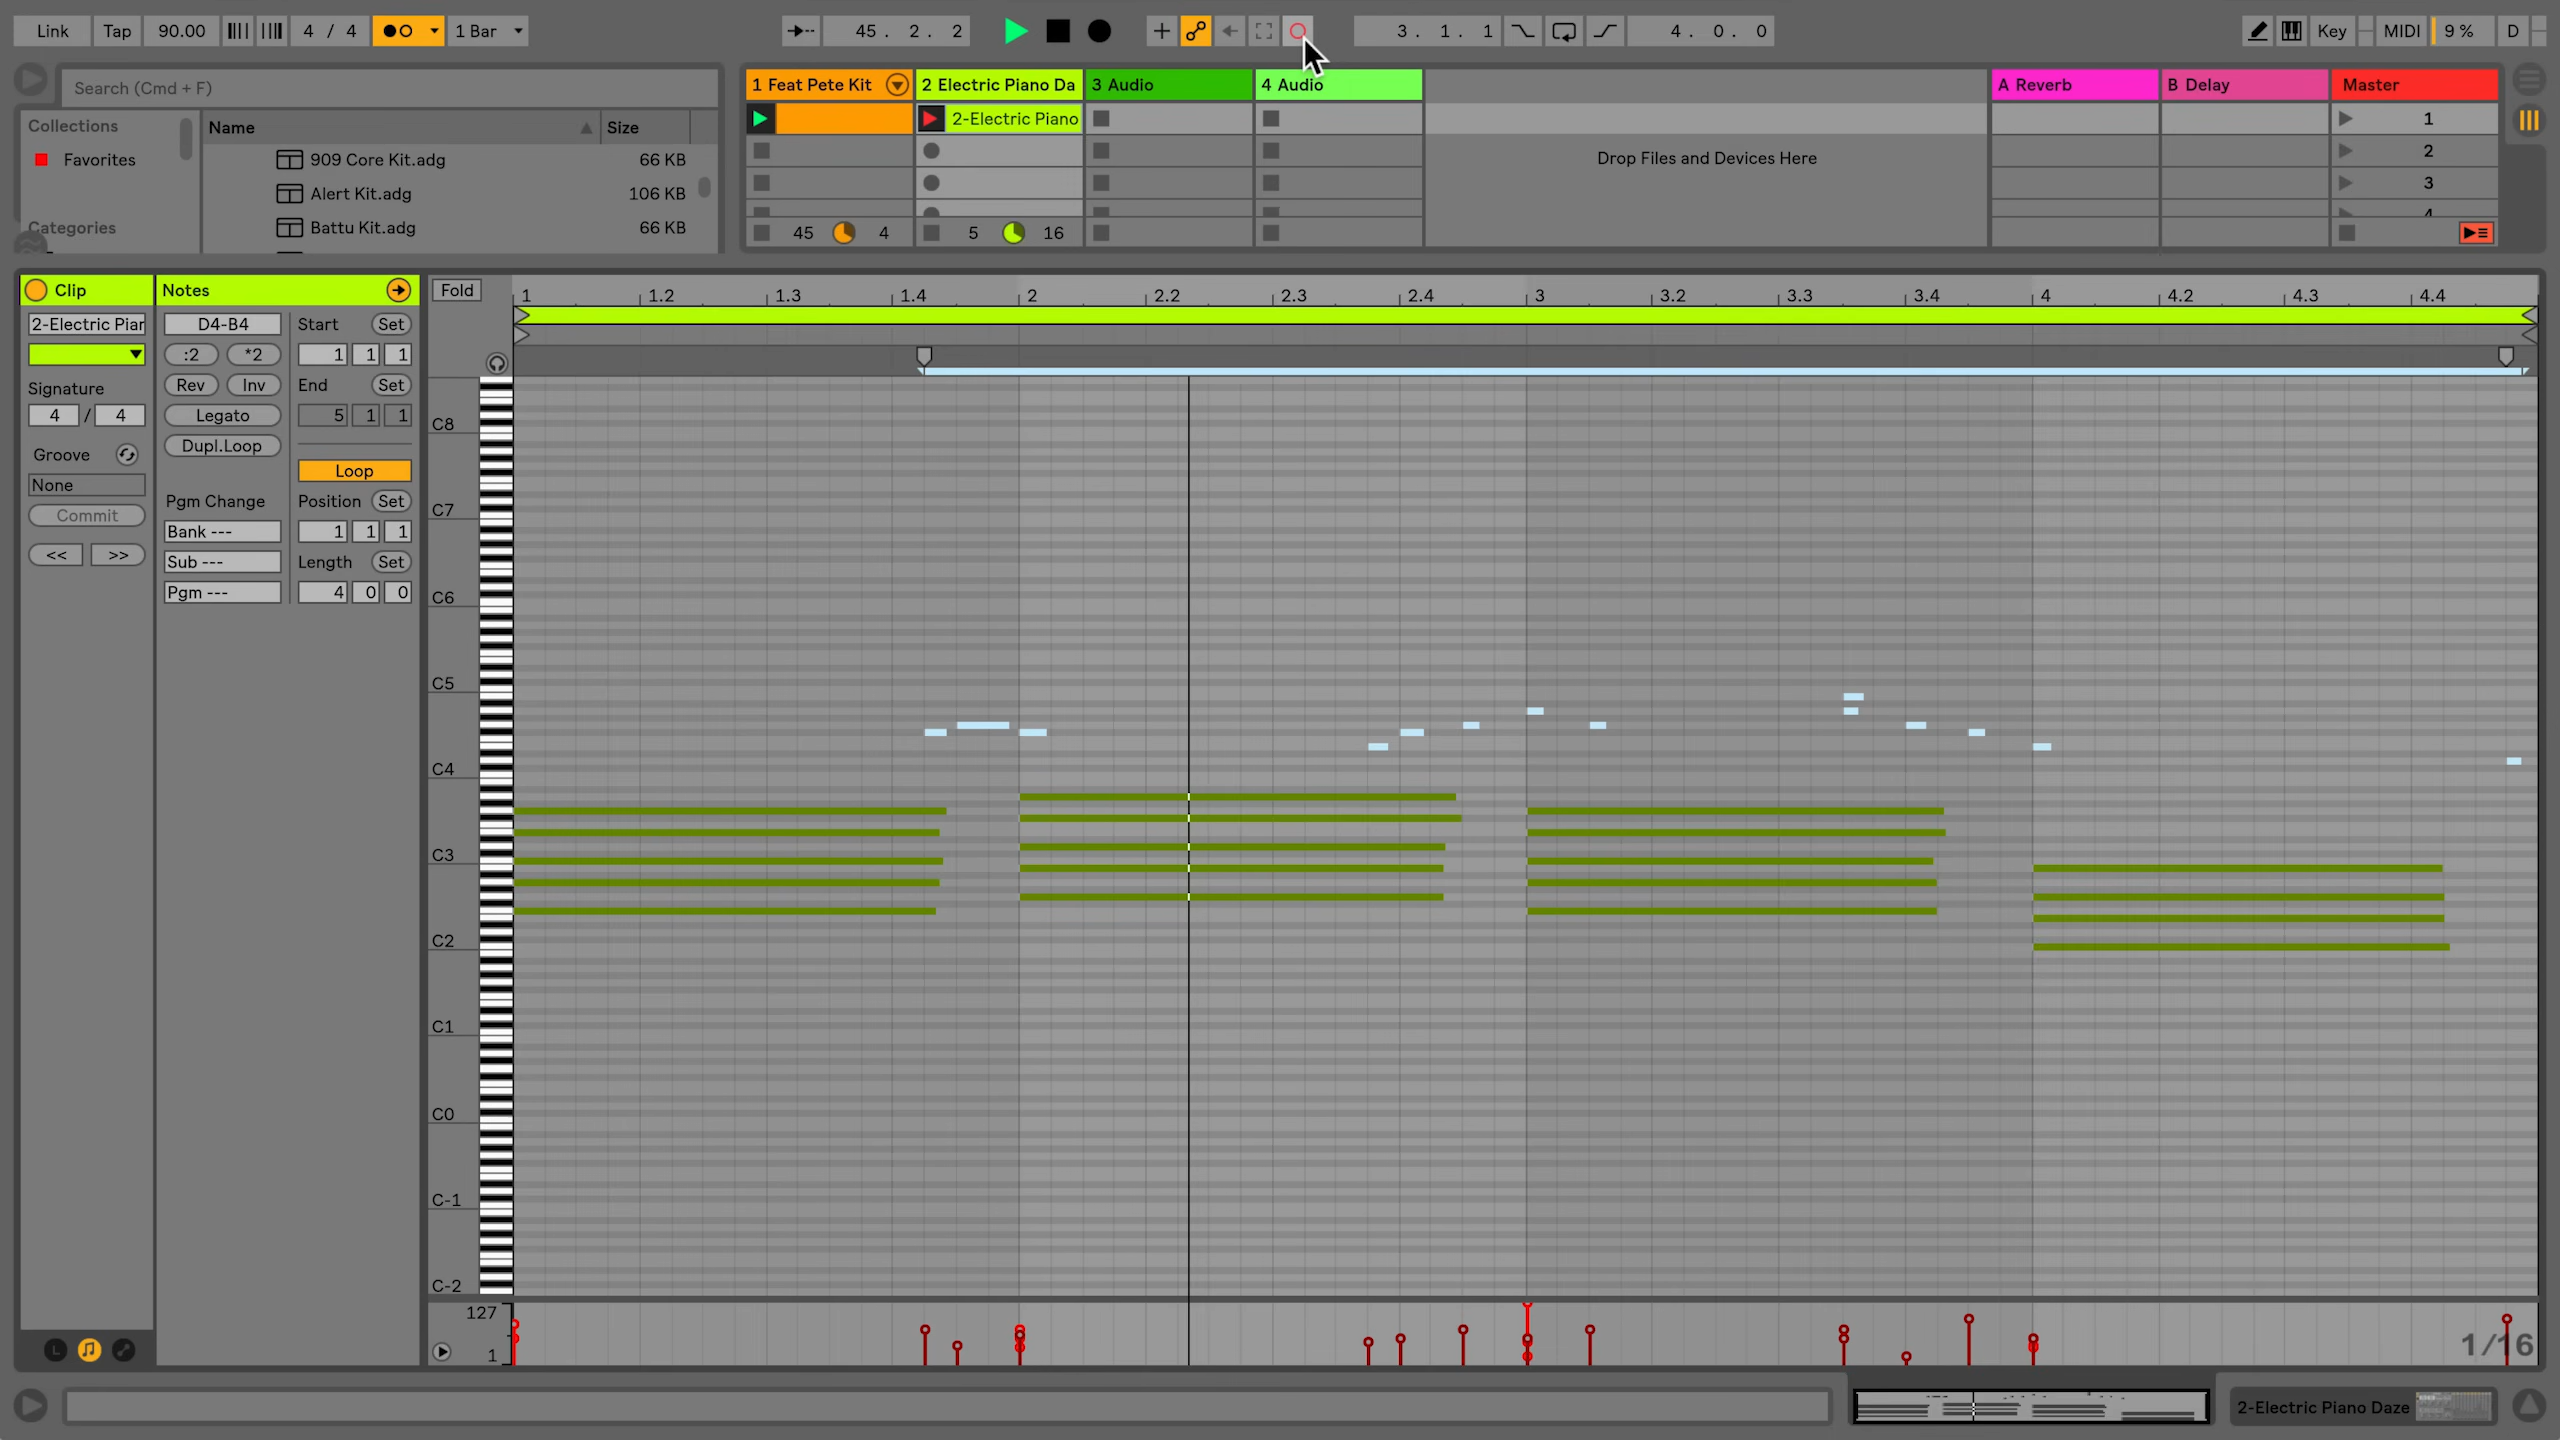 Link Tap 90.00 4 / 4 1 Bar 45. 2. 2 3. 1. 1 4. 0. 0 Key MIDI 9 % D
Search (Cmd + F)
1 Feat Pete Kit 2 Electric Piano Da 3 Audio 4 Audio A Reverb B Delay Master
Collections Name Size 2-Electric Piano 1
Favorites 909 Core Kit.adg 66 KB Drop Files and Devices Here 2
Alert Kit.adg 106 KB 3
Categories Battu Kit.adg 66 KB 4
45 4 5 16
Clip Notes Fold 1 1.2 1.3 1.4 2 2.2 2.3 2.4 3 3.2 3.3 3.4 4 4.2 4.3 4.4
2-Electric Piar D4-B4 Start Set
:2 *2 1 1 1
Signature Rev Inv End Set
4 / 4 Legato 5 1 1
Dupl.Loop
Groove Loop
None
Pgm Change Position Set
Commit Bank --- 1 1 1
<< >> Sub --- Length Set
Pgm --- 4 0 0
C8
C7
C6
C5
C4
C3
C2
C1
C0
C-1
C-2
127
1
1/16
L
2-Electric Piano Daze